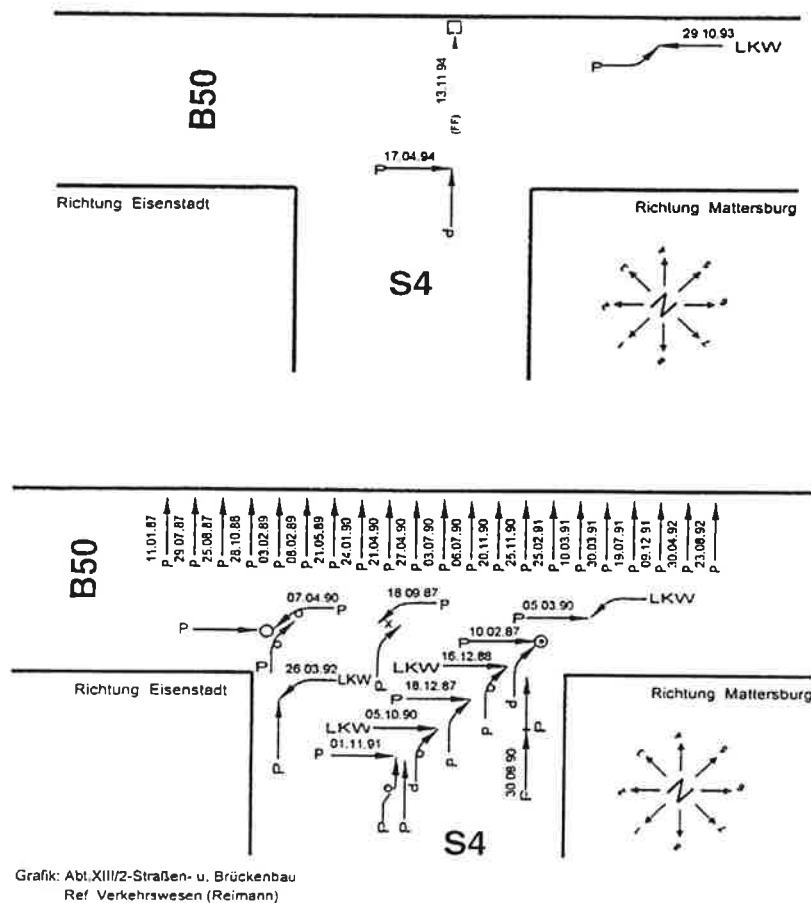 29 10.93
LKW
P
13.11 94
(FF)
B50
17.04.94
P
P
Richtung Eisenstadt
Richtung Mattersburg
S4
11.01.87
29.07.87
25.08.87
28.10.88
03.02.89
08.02.89
21.05.89
24.01.90
21.04.90
27.04.90
03.07.90
06.07.90
20.11.90
25.11.90
25.02.91
10.03.91
30.03.91
19.07.91
09.12 91
30.04.92
23.08.92
P P P P P P P P P P P P P P P P P P P P
B50
07.04.90
P
18 09.87
P
05 03.90
LKW
P
10.02.87
P
P
26 03.92
LKW
P
LKW
16.12.88
P
18.12.87
LKW
05.10.90
P
01.11.91
30.08 90
P
P
P
P
P
Richtung Eisenstadt
Richtung Mattersburg
S4
Grafik: Abt.XIII/2-Straßen- u. Brückenbau
Ref Verkehrswesen (Reimann)